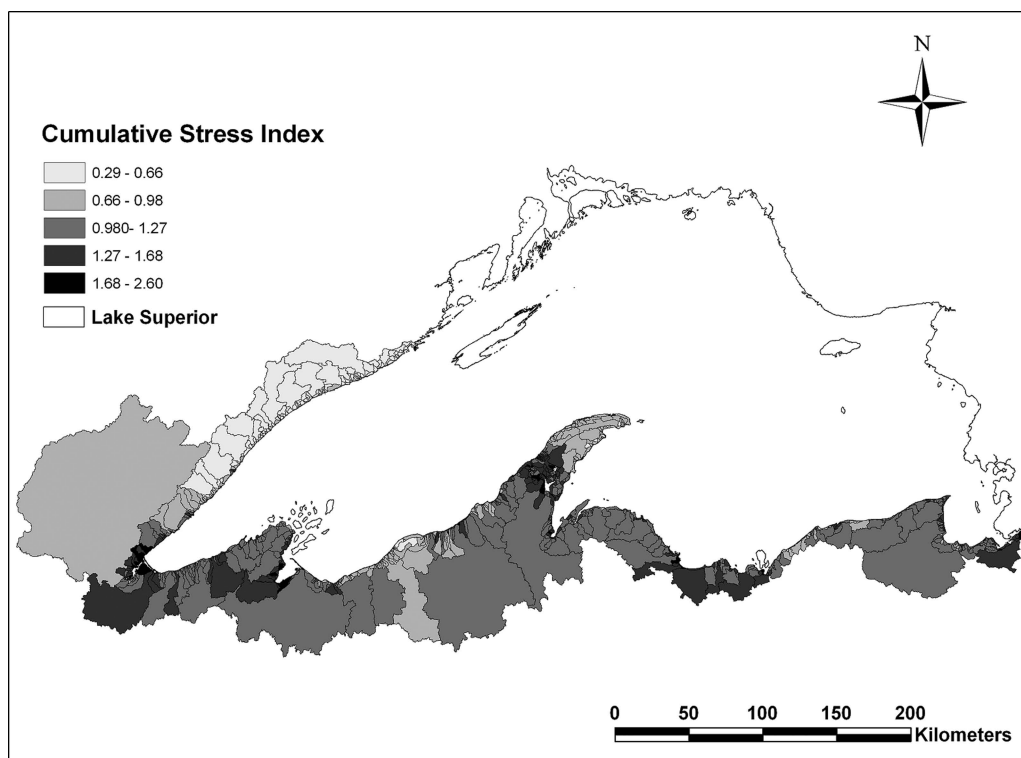 N
Cumulative Stress Index
0.29 - 0.66
0.66 - 0.98
0.980- 1.27
1.27 - 1.68
1.68 - 2.60
Lake Superior
0 50 100 150 200
Kilometers